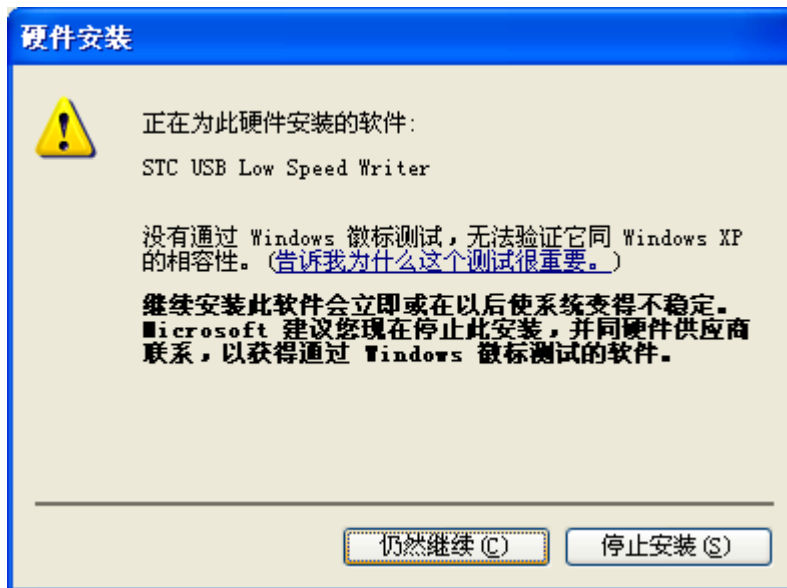 硬件安装
正在为此硬件安装的软件:
STC USB Low Speed Writer
没有通过 Windows 徽标测试，无法验证它同 Windows XP
的相容性。(告诉我为什么这个测试很重要。)
继续安装此软件会立即或在以后使系统变得不稳定。
Microsoft 建议您现在停止此安装，并同硬件供应商
联系，以获得通过 Windows 徽标测试的软件。
仍然继续(C)
停止安装(S)